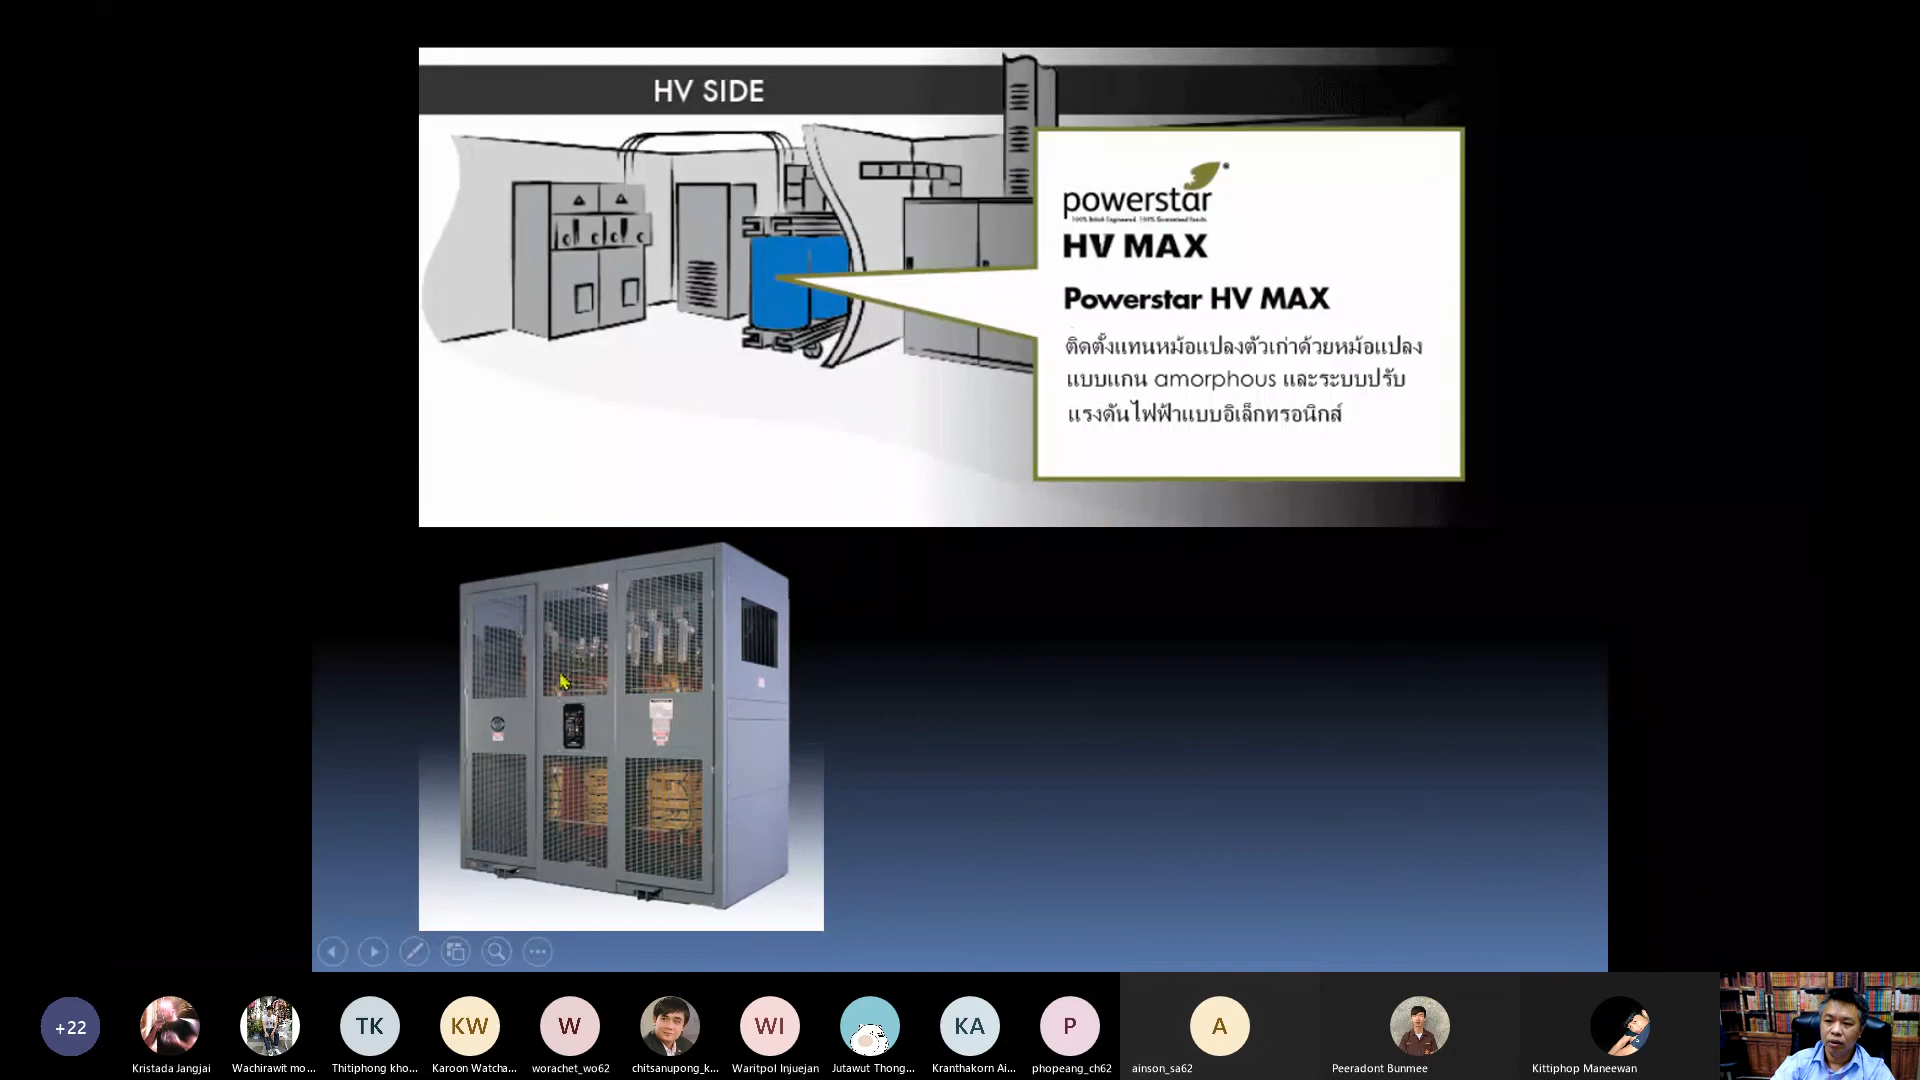 HV SIDE
powerstar
HV MAX
Powerstar HV MAX
ติดตั้งแทนหม้อแปลงตัวเก่าด้วยหม้อแปลง
แบบแกน amorphous และระบบปรับ
แรงดันไฟฟ้าแบบอิเล็กทรอนิกส์
+22
TK
KW
W
WI
KA
P
A
Kristada Jangjai
Wachirawit mo...
Thitiphong kho...
Karoon Watcha...
worachet_wo62
chitsanupong_k...
Waritpol Injuejan
Jutawut Thong...
Kranthakorn Ai...
phopeang_ch62
ainson_sa62
Peeradont Bunmee
Kittiphop Maneewan